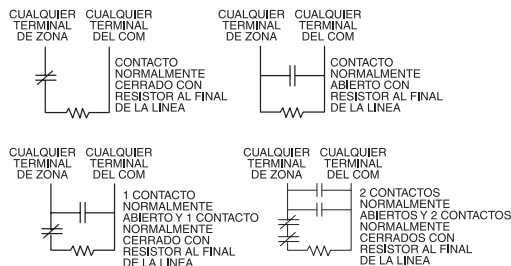 CUALQUIER
TERMINAL
DE ZONA
CUALQUIER
TERMINAL
DEL COM
CONTACTO
NORMALMENTE
CERRADO CON
RESISTOR AL FINAL
DE LA LINEA
CUALQUIER
TERMINAL
DE ZONA
CUALQUIER
TERMINAL
DEL COM
CONTACTO
NORMALMENTE
ABIERTO CON
RESISTOR AL FINAL
DE LA LINEA
CUALQUIER
TERMINAL
DE ZONA
CUALQUIER
TERMINAL
DEL COM
1 CONTACTO
NORMALMENTE
ABIERTO Y 1 CONTACTO
NORMALMENTE
CERRADO CON
RESISTOR AL FINAL
DE LA LÍNEA
CUALQUIER
TERMINAL
DE ZONA
CUALQUIER
TERMINAL
DEL COM
2 CONTACTOS
NORMALMENTE
ABIERTOS Y 2 CONTACTOS
NORMALMENTE
CERRADOS CON
RESISTOR AL FINAL
DE LA LÍNEA